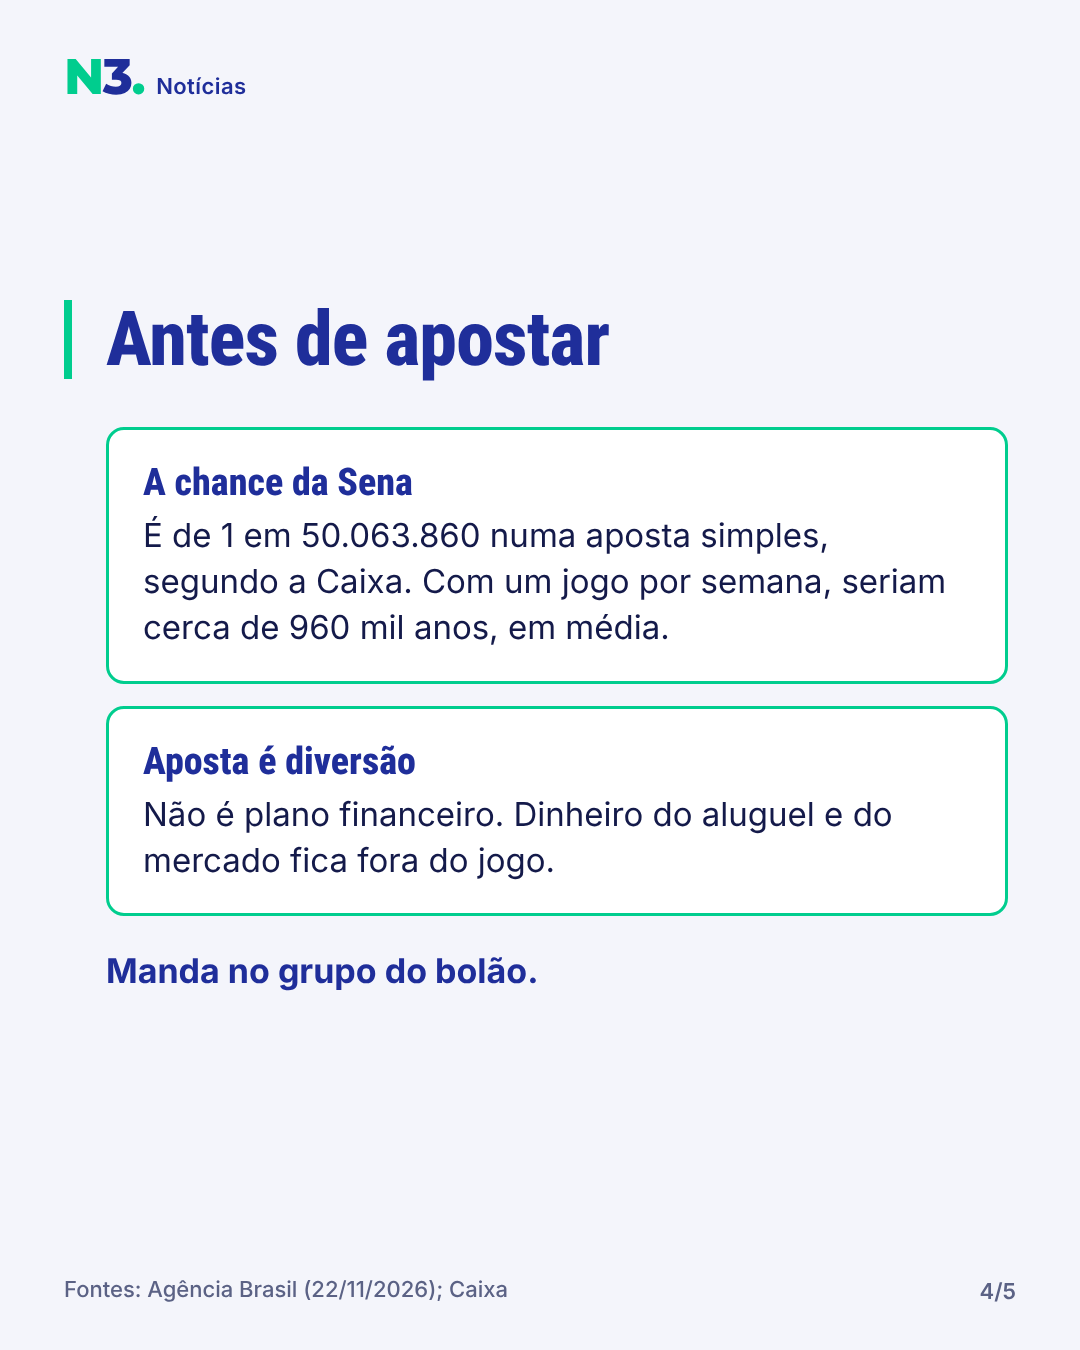 N3. Notícias
Antes de apostar
A chance da Sena
É de 1 em 50.063.860 numa aposta simples,
segundo a Caixa. Com um jogo por semana, seriam
cerca de 960 mil anos, em média.
Aposta é diversão
Não é plano financeiro. Dinheiro do aluguel e do
mercado fica fora do jogo.
Manda no grupo do bolão.
Fontes: Agência Brasil (22/11/2026); Caixa
4/5